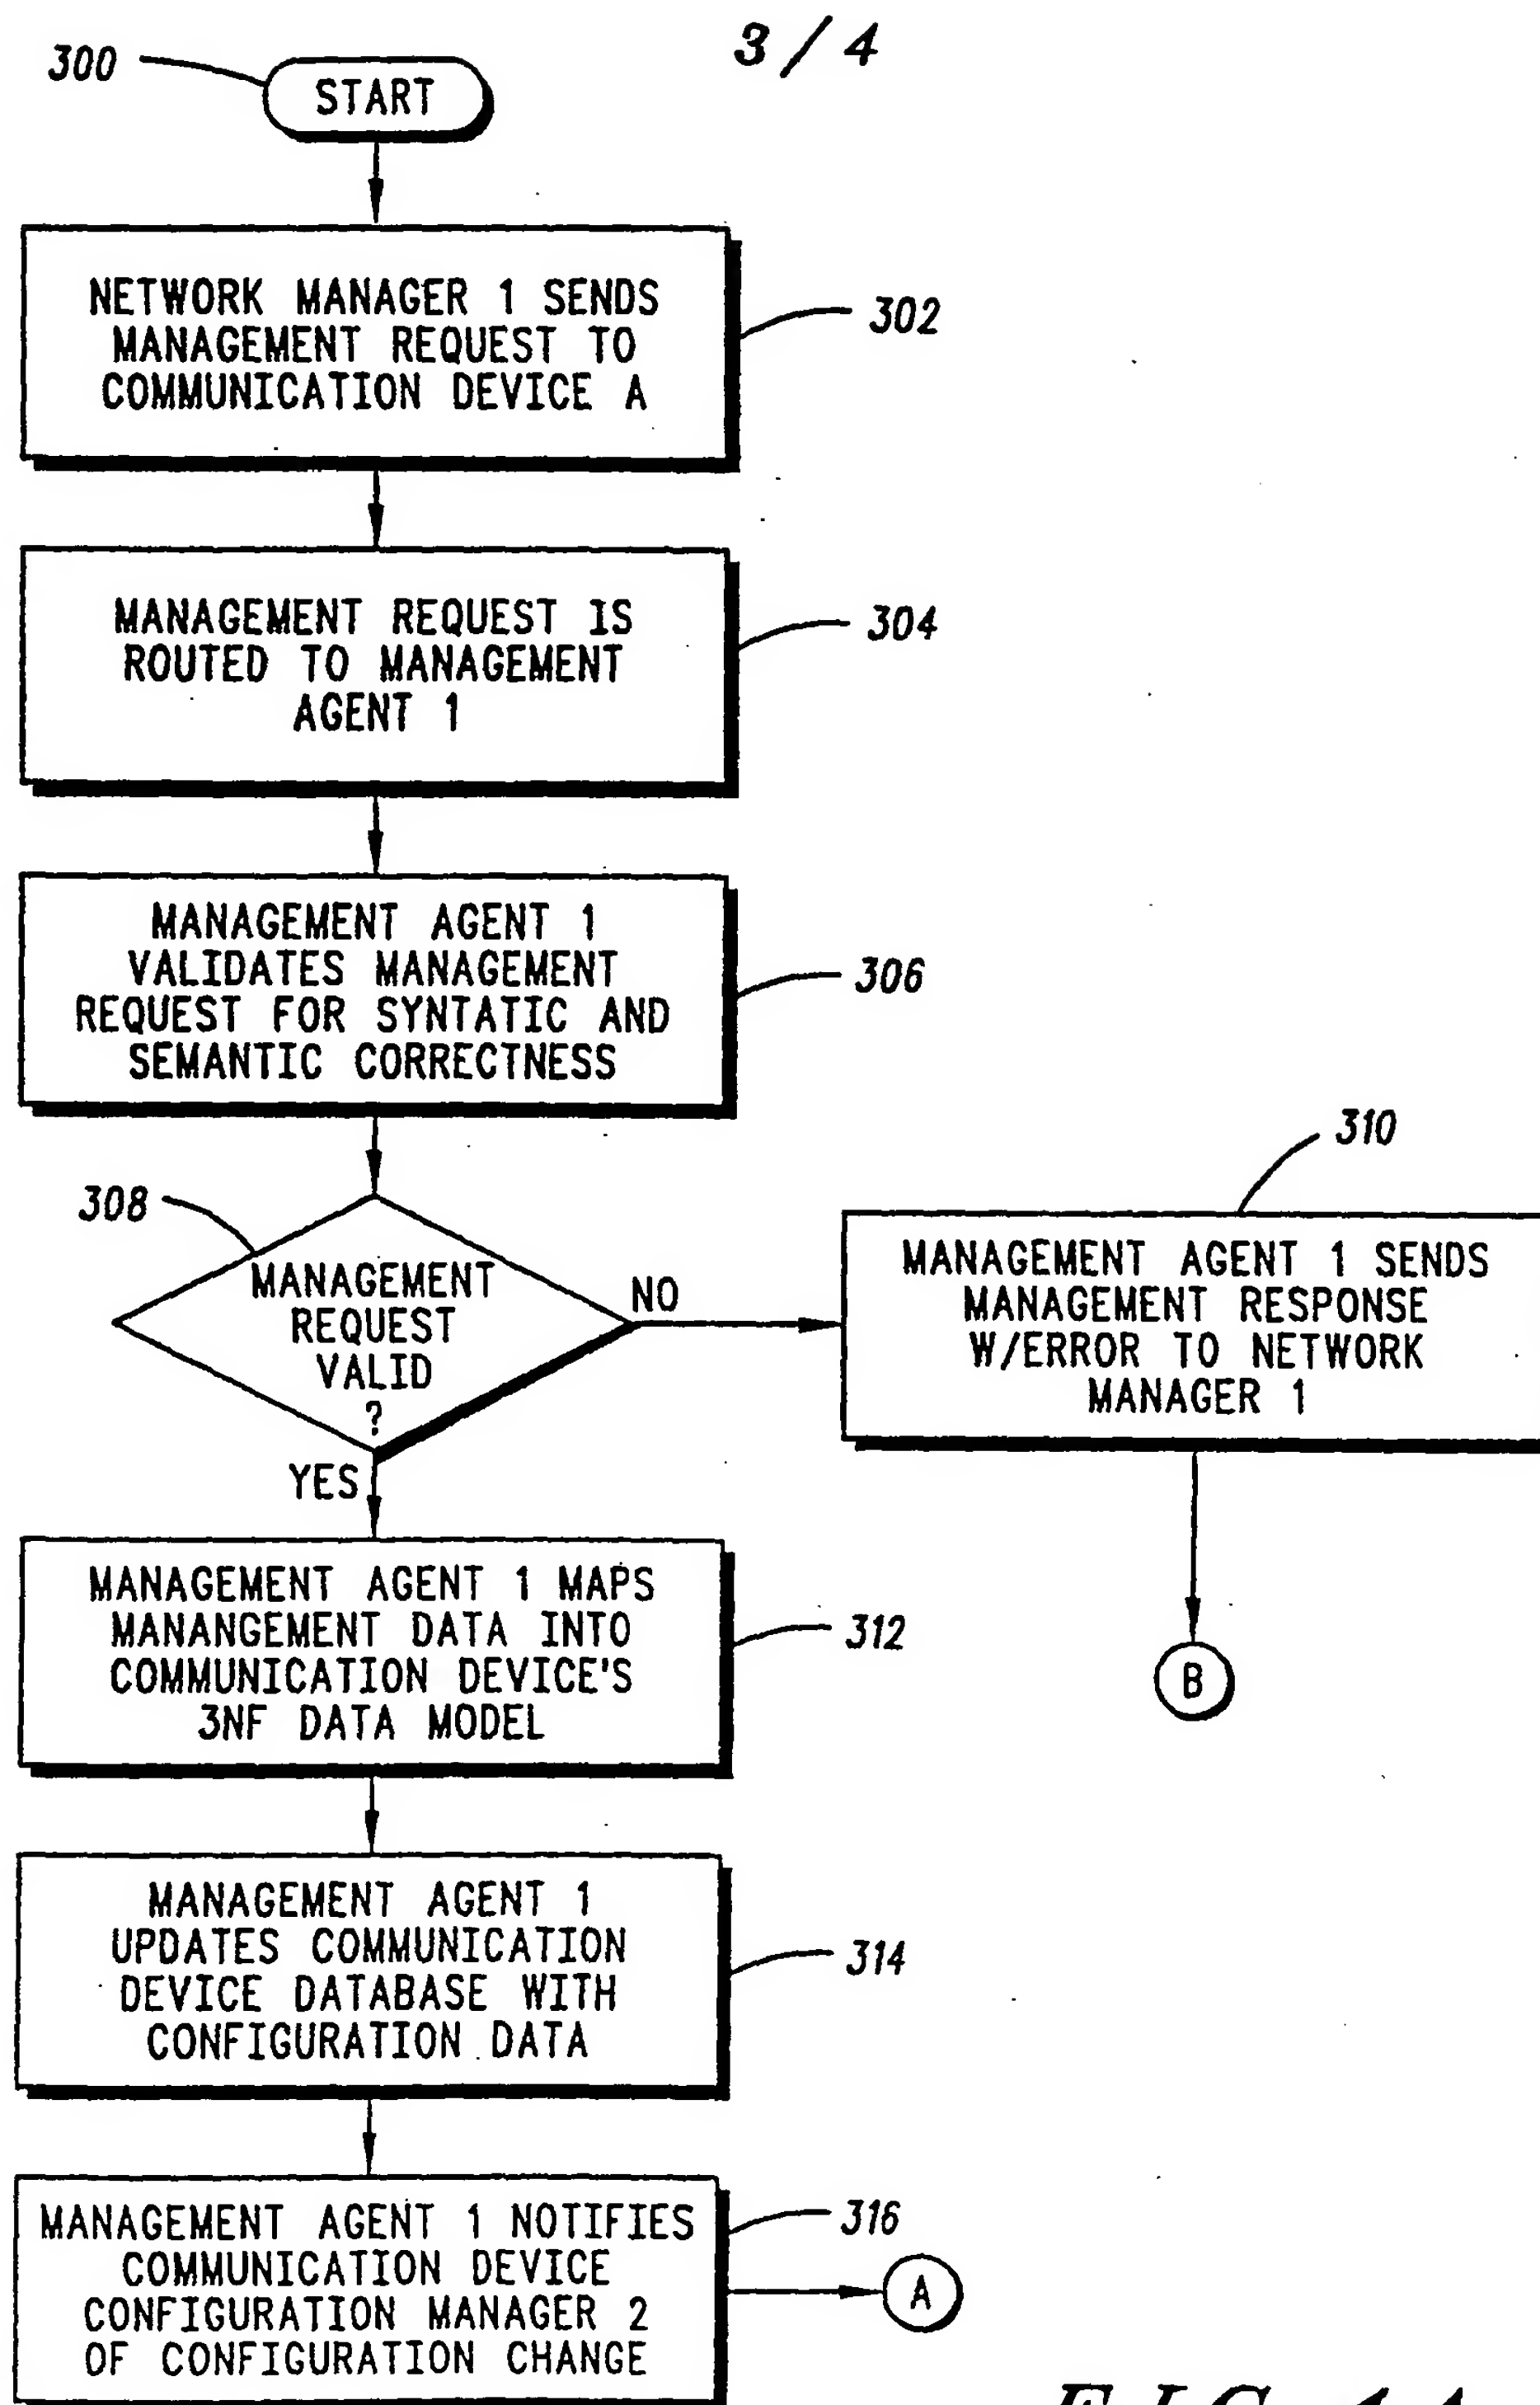 3/4
300
START
NETWORK MANAGER 1 SENDS
MANAGEMENT REQUEST TO
COMMUNICATION DEVICE A
302
MANAGEMENT REQUEST IS
ROUTED TO MANAGEMENT
AGENT 1
304
MANAGEMENT AGENT 1
VALIDATES MANAGEMENT
REQUEST FOR SYNTATIC AND
SEMANTIC CORRECTNESS
306
308
MANAGEMENT
REQUEST
VALID
?
NO
YES
310
MANAGEMENT AGENT 1 SENDS
MANAGEMENT RESPONSE
W/ERROR TO NETWORK
MANAGER 1
B
MANAGEMENT AGENT 1 MAPS
MANANGEMENT DATA INTO
COMMUNICATION DEVICE'S
3NF DATA MODEL
312
MANAGEMENT AGENT 1
UPDATES COMMUNICATION
DEVICE DATABASE WITH
CONFIGURATION DATA
314
MANAGEMENT AGENT 1 NOTIFIES
COMMUNICATION DEVICE
CONFIGURATION MANAGER 2
OF CONFIGURATION CHANGE
316
A